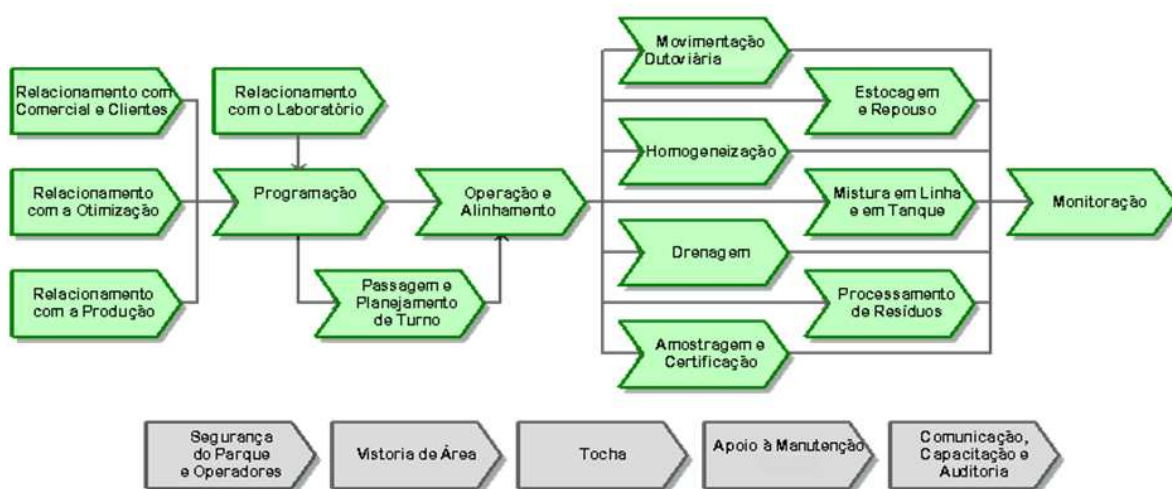 Relacionamento com
Comercial e Clientes
Relacionamento
com o Laboratório
Relacionamento
com a Otimização
Programação
Operação e
Alinhamento
Relacionamento
com a Produção
Passagem e
Planejamento
de Turno
Movimentação
Dutoviária
Estocagem
e Repouso
Homogeneização
Mistura em Linha
e em Tanque
Drenagem
Processamento
de Resíduos
Amostragem e
Certificação
Monitoração
Segurança
do Parque
e Operadores
Vistoria de Área
Tocha
Apoio à Manutenção
Comunicação,
Capacitação e
Auditoria